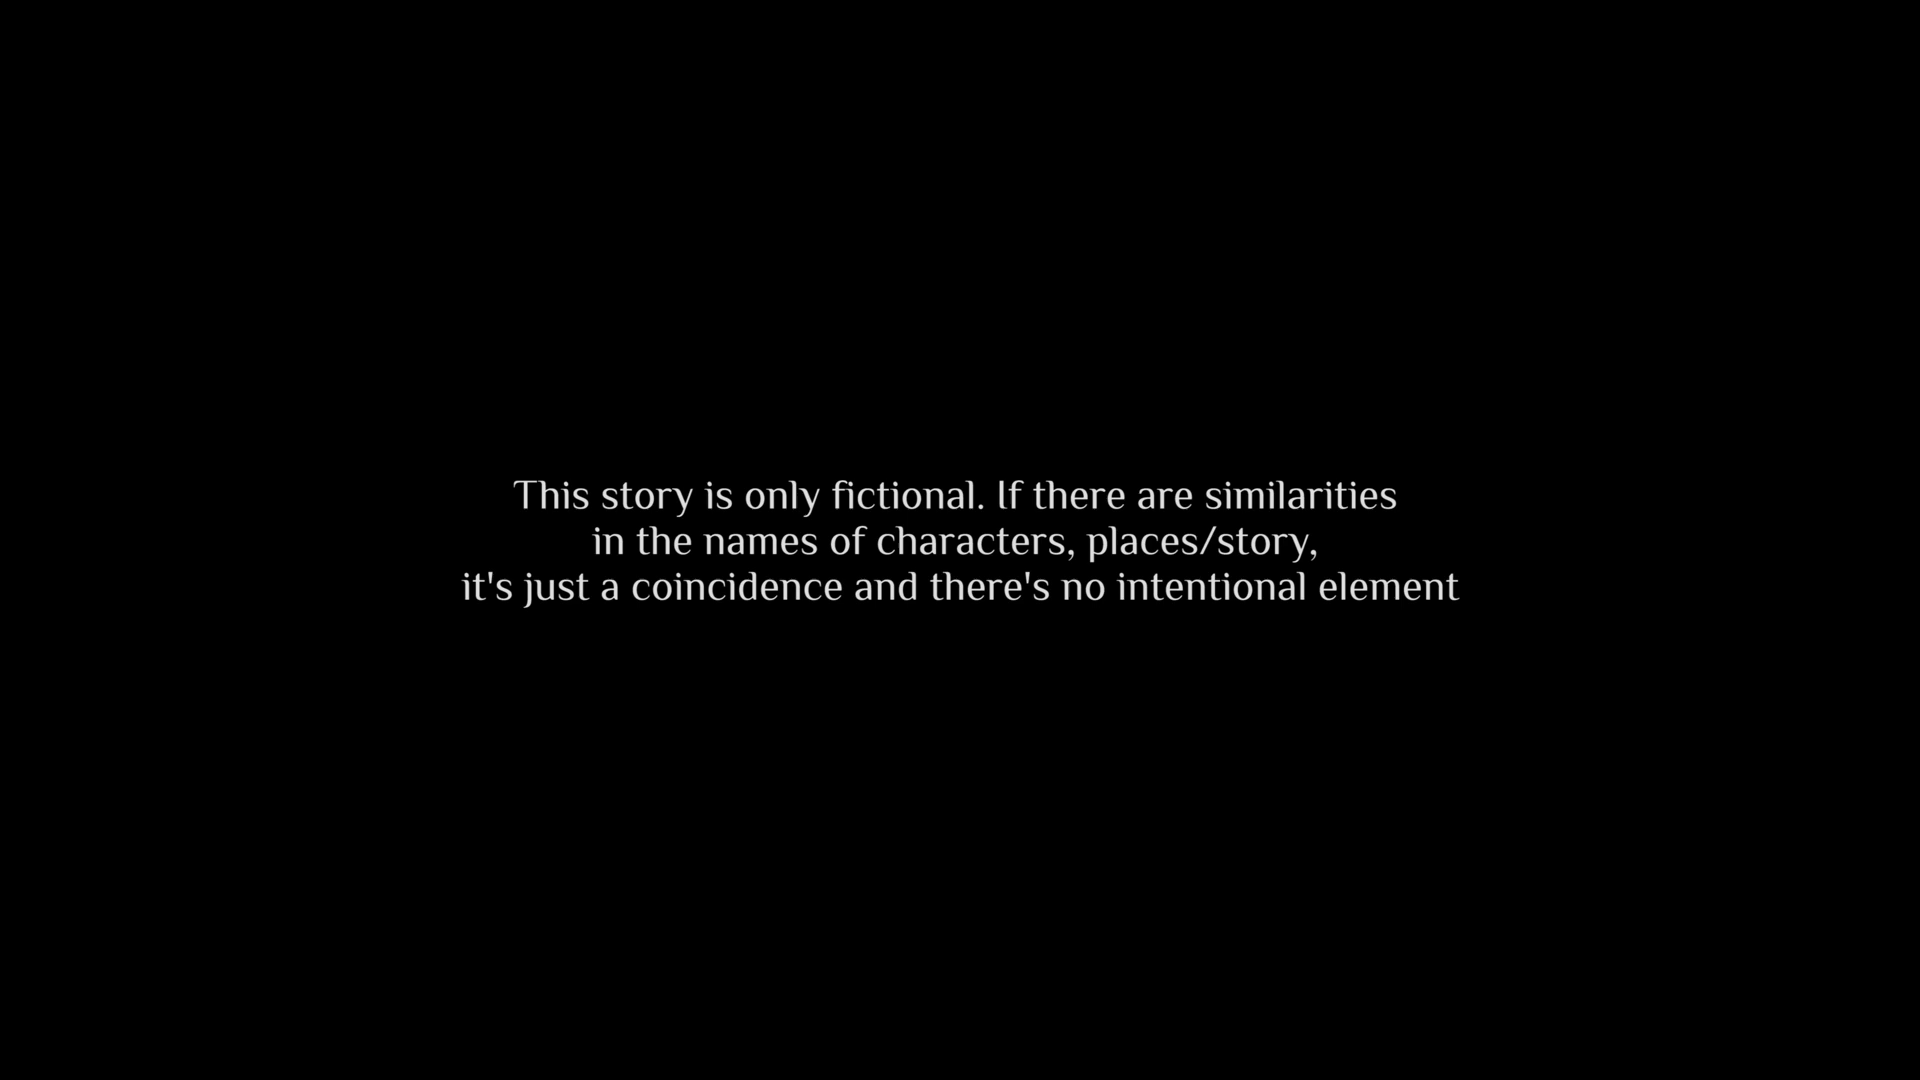 This story is only fictional. If there are similarities
in the names of characters, places/story,
it's just a coincidence and there's no intentional element